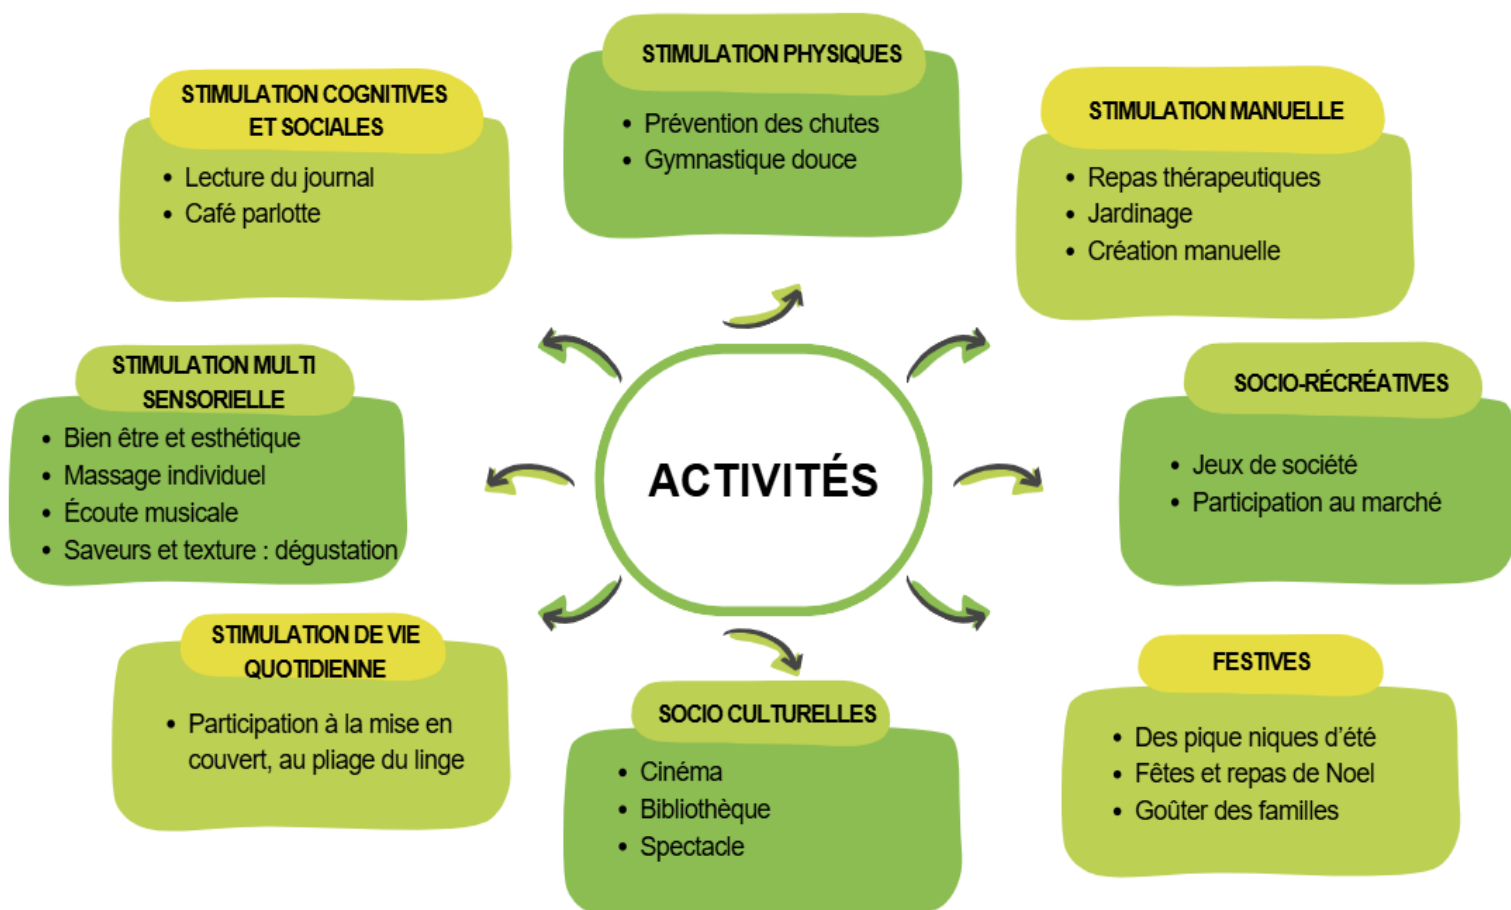 STIMULATION PHYSIQUES
• Prévention des chutes
• Gymnastique douce
STIMULATION COGNITIVES
ET SOCIALES
• Lecture du journal
• Café parlotte
STIMULATION MANUELLE
• Repas thérapeutiques
• Jardinage
• Création manuelle
STIMULATION MULTI
SENSORIELLE
• Bien être et esthétique
• Massage individuel
• Écoute musicale
• Saveurs et texture : dégustation
ACTIVITÉS
SOCIO-RÉCRÉATIVES
• Jeux de société
• Participation au marché
STIMULATION DE VIE
QUOTIDIENNE
• Participation à la mise en
couvert, au pliage du linge
SOCIO CULTURELLES
• Cinéma
• Bibliothèque
• Spectacle
FESTIVES
• Des pique niques d’été
• Fêtes et repas de Noel
• Goûter des familles